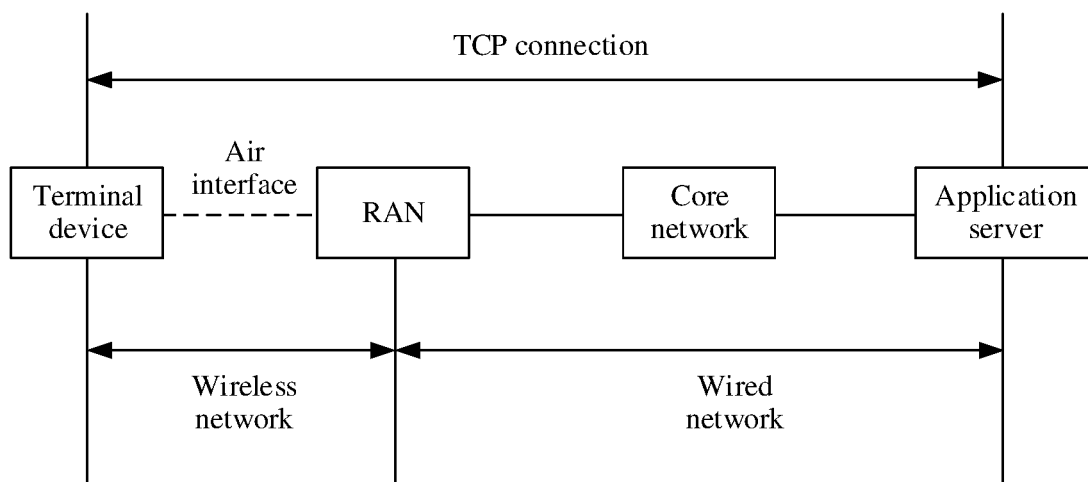 TCP connection
Air
interface
Terminal
device
RAN
Core
network
Application
server
Wireless
network
Wired
network